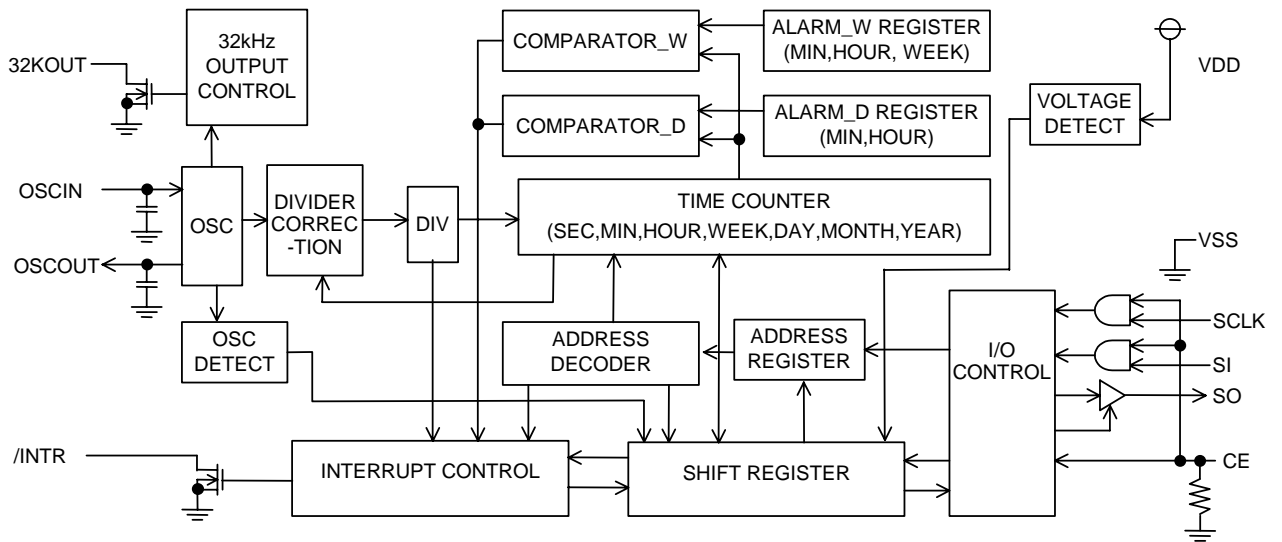 32KOUT
32kHz
OUTPUT
CONTROL
COMPARATOR_W
ALARM_W REGISTER
(MIN,HOUR, WEEK)
VDD
VOLTAGE
DETECT
COMPARATOR_D
ALARM_D REGISTER
(MIN,HOUR)
OSCIN
OSC
DIVIDER
CORREC
-TION
DIV
TIME COUNTER
(SEC,MIN,HOUR,WEEK,DAY,MONTH,YEAR)
OSCOUT
VSS
OSC
DETECT
ADDRESS
DECODER
ADDRESS
REGISTER
I/O
CONTROL
SCLK
SI
SO
/INTR
INTERRUPT CONTROL
SHIFT REGISTER
CE